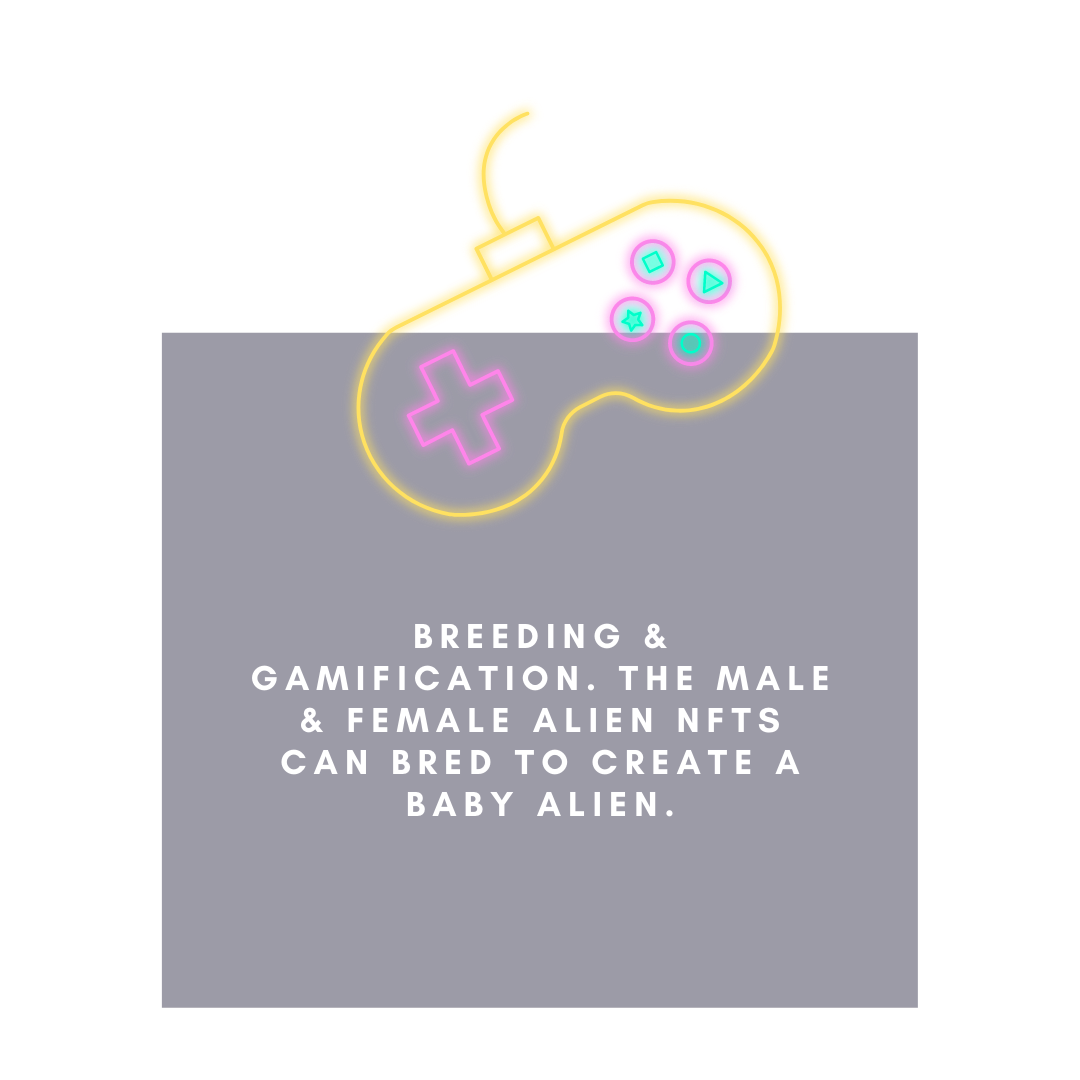 BREEDING &
GAMIFICATION. THE MALE
& FEMALE ALIEN NFTS
CAN BRED TO CREATE A
BABY ALIEN.